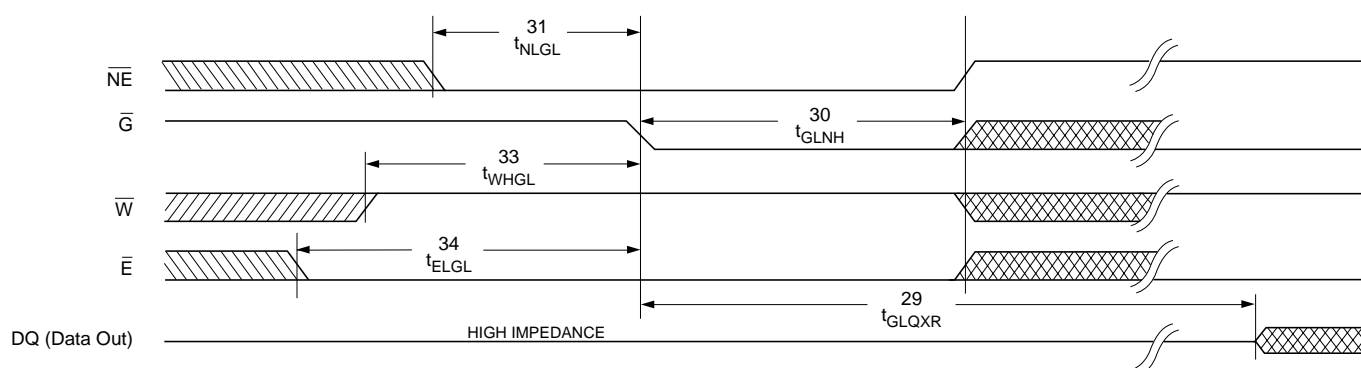 31
tNLGL
NE
G
30
tGLNH
33
tWHGL
W
34
tELGL
E
29
tGLQXR
DQ (Data Out)
HIGH IMPEDANCE